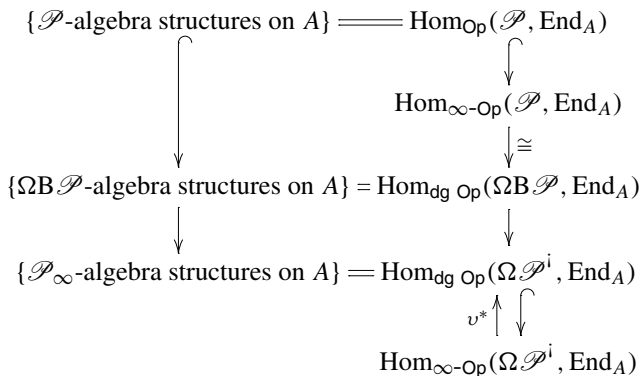 {𝒫-algebra structures on A} ═══ Hom_Op(𝒫, End_A)
Hom_∞-Op(𝒫, End_A)
≅
{ΩB𝒫-algebra structures on A} = Hom_dg Op(ΩB𝒫, End_A)
{𝒫_∞-algebra structures on A} ═ Hom_dg Op(Ω𝒫^¡, End_A)
υ*
Hom_∞-Op(Ω𝒫^¡, End_A)